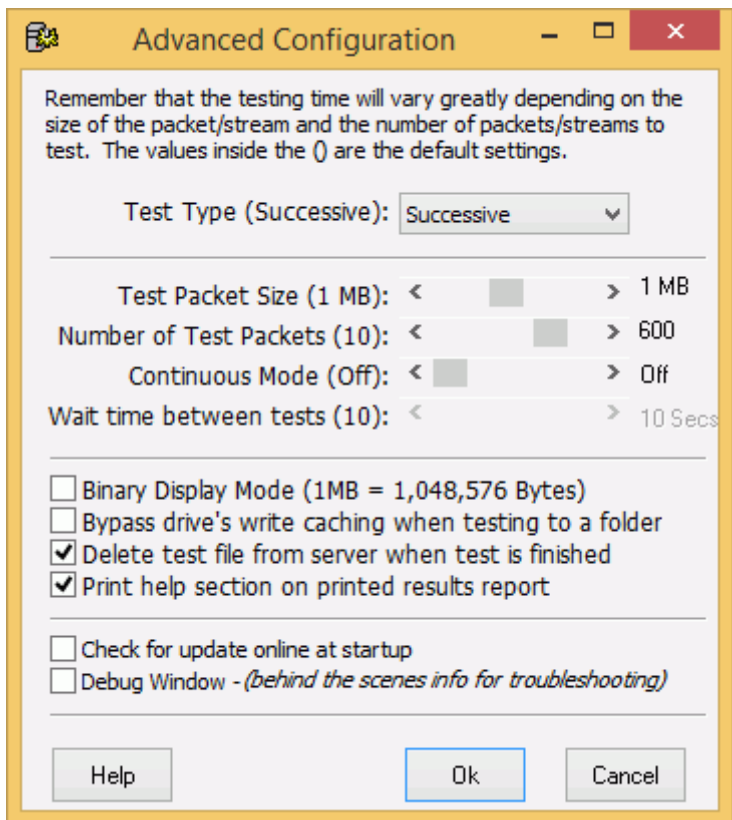 Advanced Configuration
Remember that the testing time will vary greatly depending on the
size of the packet/stream and the number of packets/streams to
test. The values inside the () are the default settings.
Test Type (Successive): Successive
Test Packet Size (1 MB): 1 MB
Number of Test Packets (10): 600
Continuous Mode (Off): Off
Wait time between tests (10): 10 Secs
Binary Display Mode (1MB = 1,048,576 Bytes)
Bypass drive's write caching when testing to a folder
Delete test file from server when test is finished
Print help section on printed results report
Check for update online at startup
Debug Window - (behind the scenes info for troubleshooting)
Help Ok Cancel